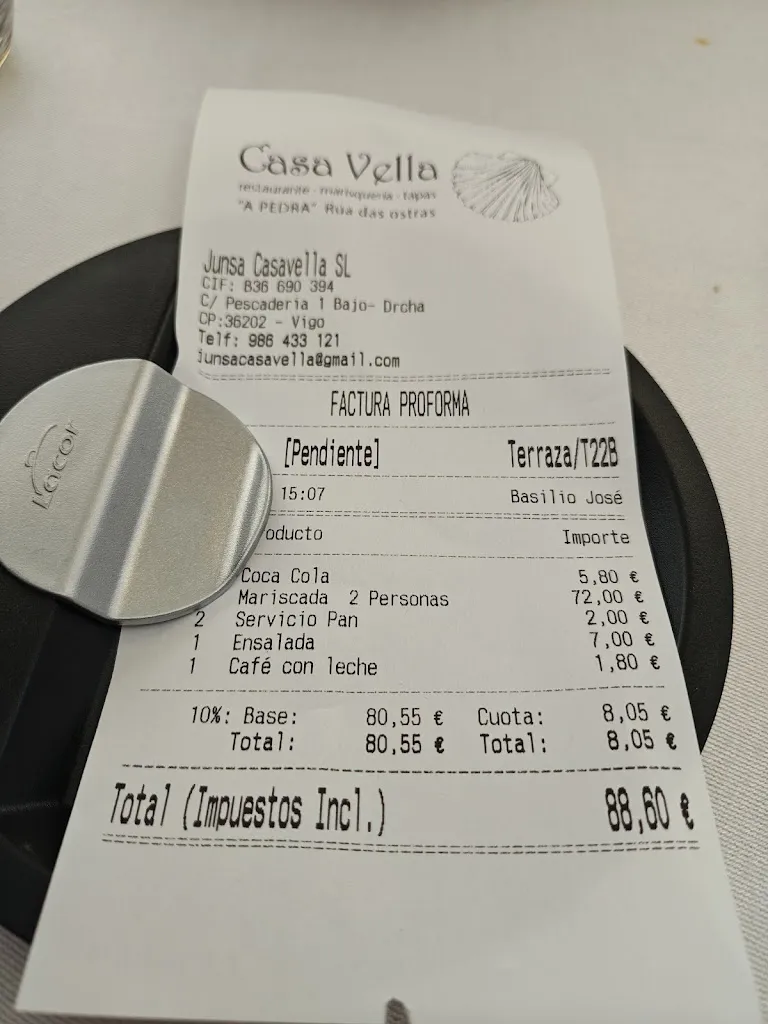 Casa Vella
restaurante - marisquería - tapas
"A PEDRA" Rúa das ostras
Junsa Casavella SL
CIF: B36 690 394
C/ Pescaderia 1 Bajo- Drcha
CP:36202 - Vigo
Telf: 986 433 121
junsacasavella@gmail.com
FACTURA PROFORMA
[Pendiente] Terraza/T22B
15:07 Basilio José
oducto Importe
Coca Cola 5,80 €
Mariscada 2 Personas 72,00 €
2 Servicio Pan 2,00 €
1 Ensalada 7,00 €
1 Café con leche 1,80 €
10%: Base: 80,55 € Cuota: 8,05 €
Total: 80,55 € Total: 8,05 €
Total (Impuestos Incl.) 88,60 €
Lacor